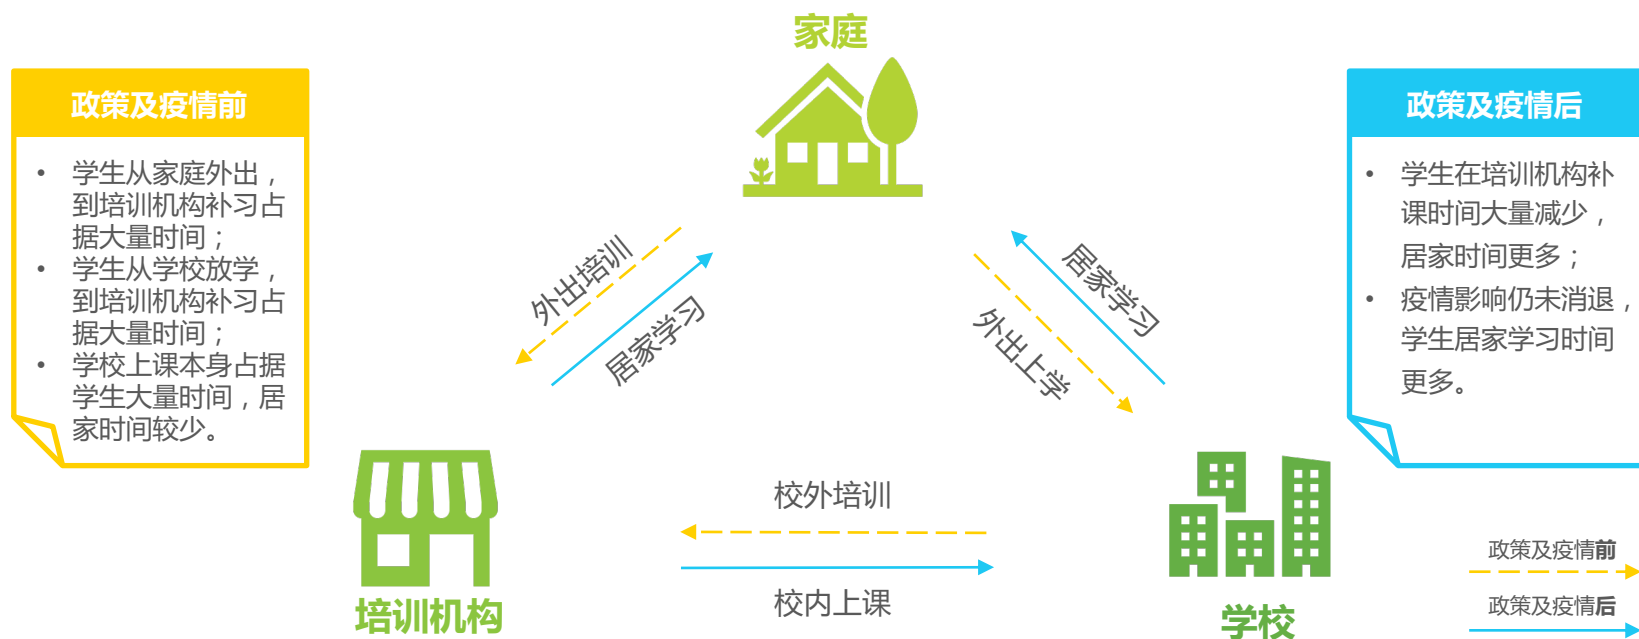 家庭
政策及疫情前
• 学生从家庭外出，
到培训机构补习占
据大量时间；
• 学生从学校放学，
到培训机构补习占
据大量时间；
• 学校上课本身占据
学生大量时间，居
家时间较少。
政策及疫情后
• 学生在培训机构补
课时间大量减少，
居家时间更多；
• 疫情影响仍未消退，
学生居家学习时间
更多。
外出培训
居家学习
居家学习
外出上学
校外培训
校内上课
培训机构
学校
政策及疫情前
政策及疫情后